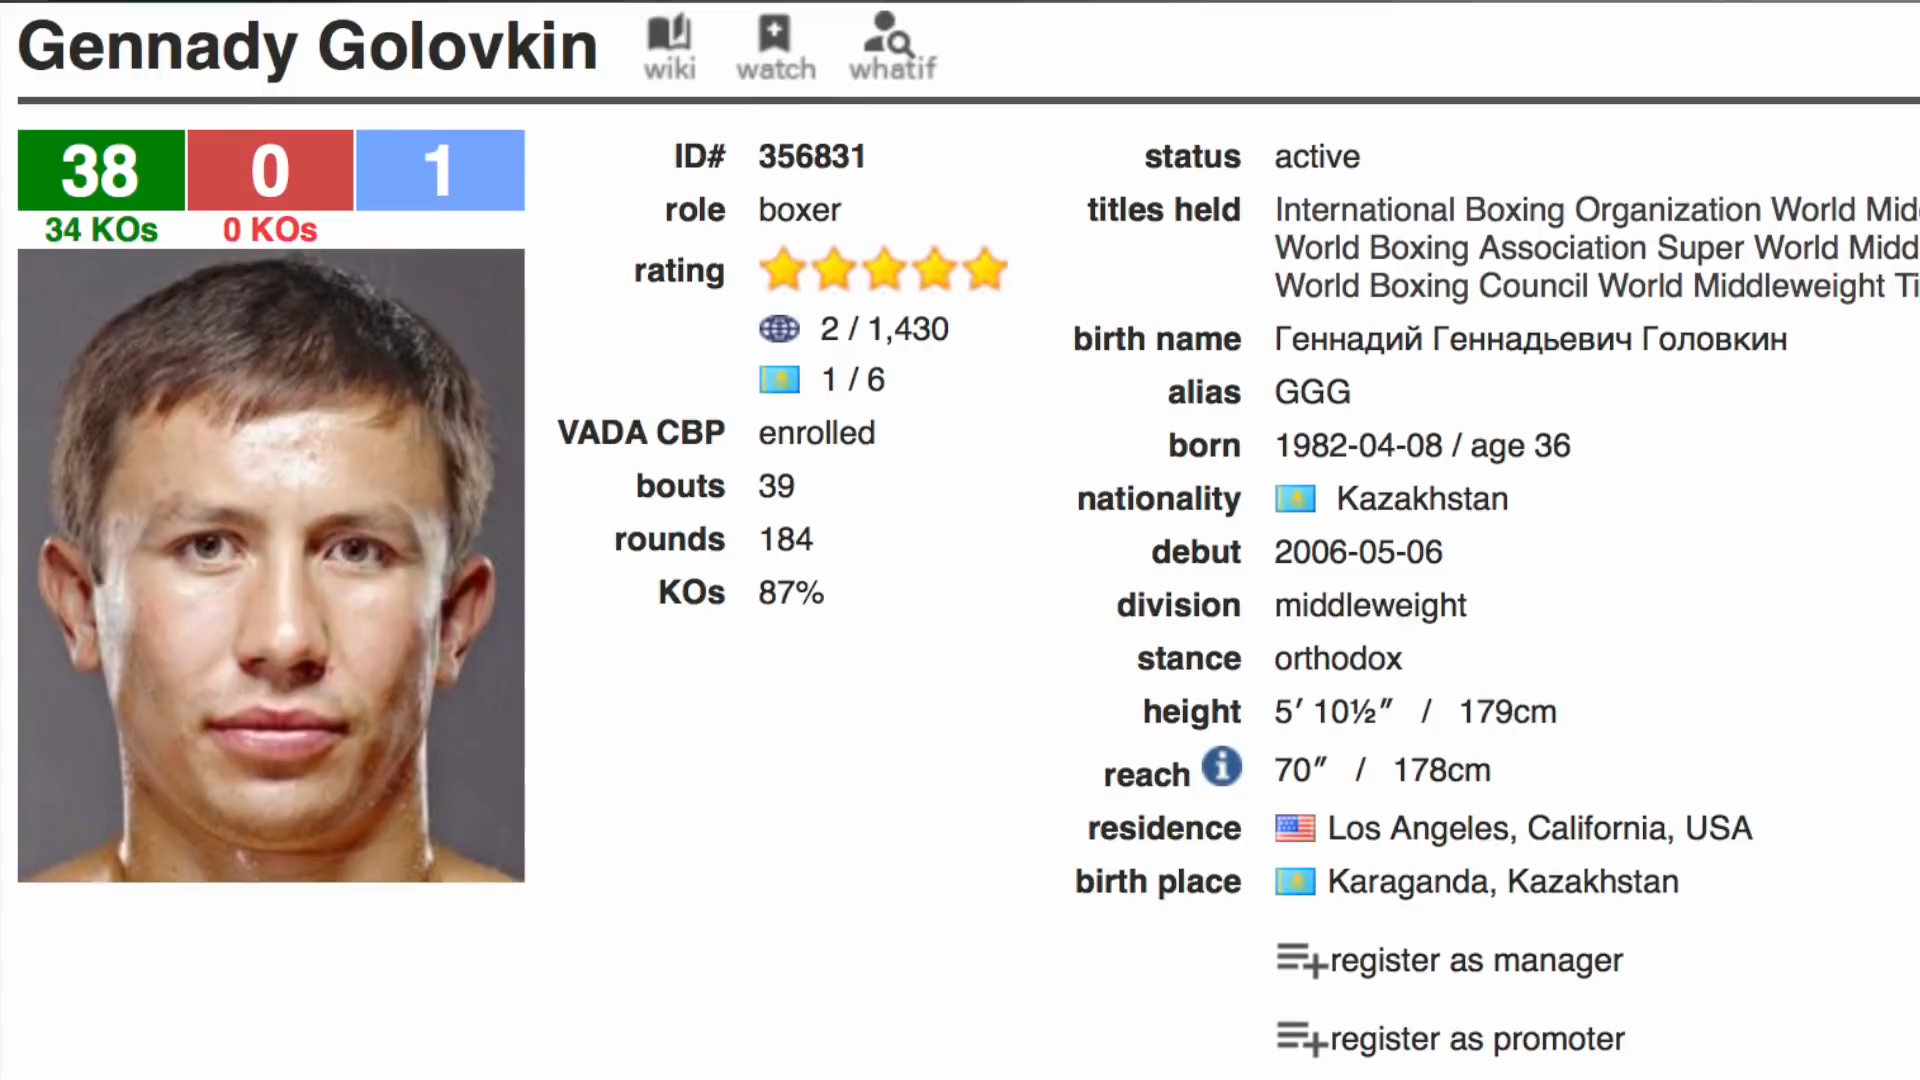 Gennady Golovkin
wiki watch whatif
38 0 1
34 KOs 0 KOs
ID# 356831
role boxer
rating
2 / 1,430
1 / 6
VADA CBP enrolled
bouts 39
rounds 184
KOs 87%
status active
titles held International Boxing Organization World Mid
World Boxing Association Super World Midd
World Boxing Council World Middleweight Ti
birth name Геннадий Геннадьевич Головкин
alias GGG
born 1982-04-08 / age 36
nationality Kazakhstan
debut 2006-05-06
division middleweight
stance orthodox
height 5′ 10½″ / 179cm
reach 70″ / 178cm
residence Los Angeles, California, USA
birth place Karaganda, Kazakhstan
register as manager
register as promoter